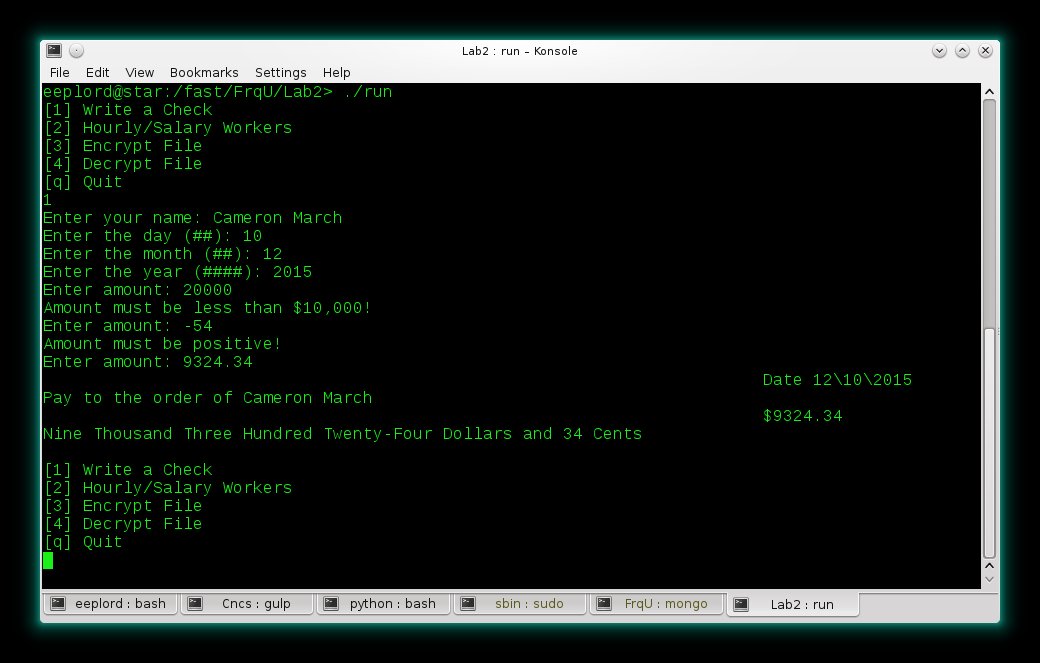 Lab2 : run – Konsole
File Edit View Bookmarks Settings Help
eeplord@star:/fast/FrqU/Lab2> ./run
[1] Write a Check
[2] Hourly/Salary Workers
[3] Encrypt File
[4] Decrypt File
[q] Quit
1
Enter your name: Cameron March
Enter the day (##): 10
Enter the month (##): 12
Enter the year (####): 2015
Enter amount: 20000
Amount must be less than $10,000!
Enter amount: -54
Amount must be positive!
Enter amount: 9324.34
Date 12\10\2015
Pay to the order of Cameron March
$9324.34
Nine Thousand Three Hundred Twenty-Four Dollars and 34 Cents
[1] Write a Check
[2] Hourly/Salary Workers
[3] Encrypt File
[4] Decrypt File
[q] Quit
eeplord : bash Cncs : gulp python : bash sbin : sudo FrqU : mongo Lab2 : run